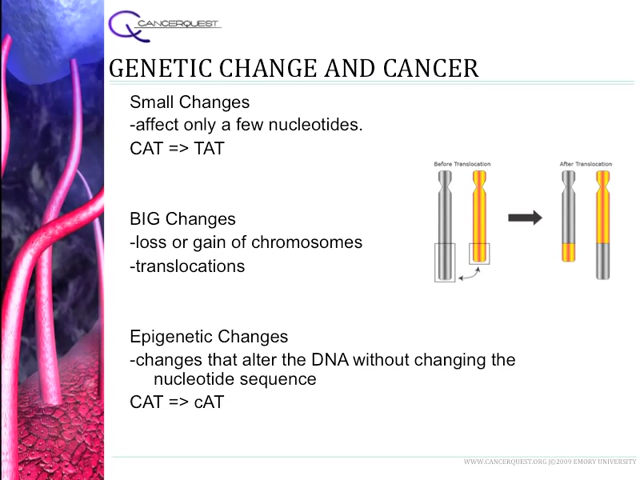 CANCERQUEST
GENETIC CHANGE AND CANCER
Small Changes
-affect only a few nucleotides.
CAT => TAT
Before Translocation
After Translocation
BIG Changes
-loss or gain of chromosomes
-translocations
Epigenetic Changes
-changes that alter the DNA without changing the
nucleotide sequence
CAT => cAT
WWW.CANCERQUEST.ORG |©2009 EMORY UNIVERSITY